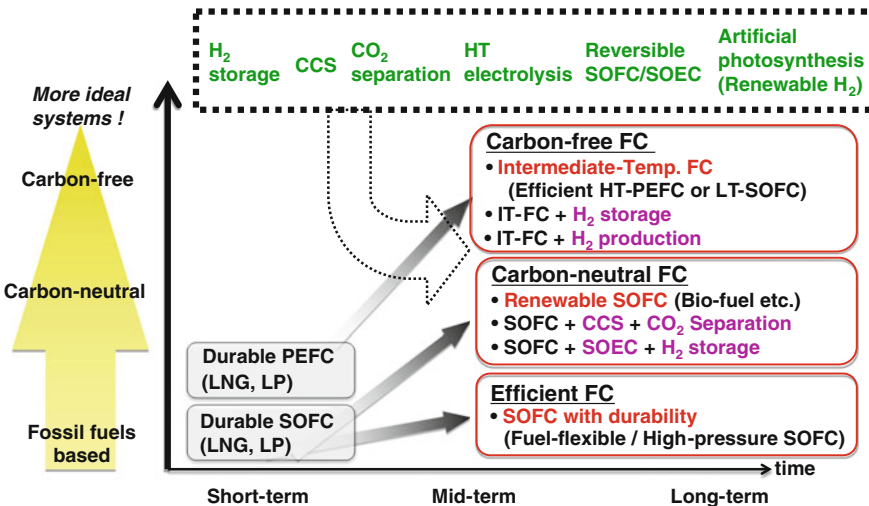 H2 storage
CCS
CO2 separation
HT electrolysis
Reversible SOFC/SOEC
Artificial photosynthesis (Renewable H2)
More ideal systems !
Carbon-free
Carbon-neutral
Fossil fuels based
Carbon-free FC
• Intermediate-Temp. FC
(Efficient HT-PEFC or LT-SOFC)
• IT-FC + H2 storage
• IT-FC + H2 production
Carbon-neutral FC
• Renewable SOFC (Bio-fuel etc.)
• SOFC + CCS + CO2 Separation
• SOFC + SOEC + H2 storage
Durable PEFC
(LNG, LP)
Durable SOFC
(LNG, LP)
Efficient FC
• SOFC with durability
(Fuel-flexible / High-pressure SOFC)
time
Short-term
Mid-term
Long-term